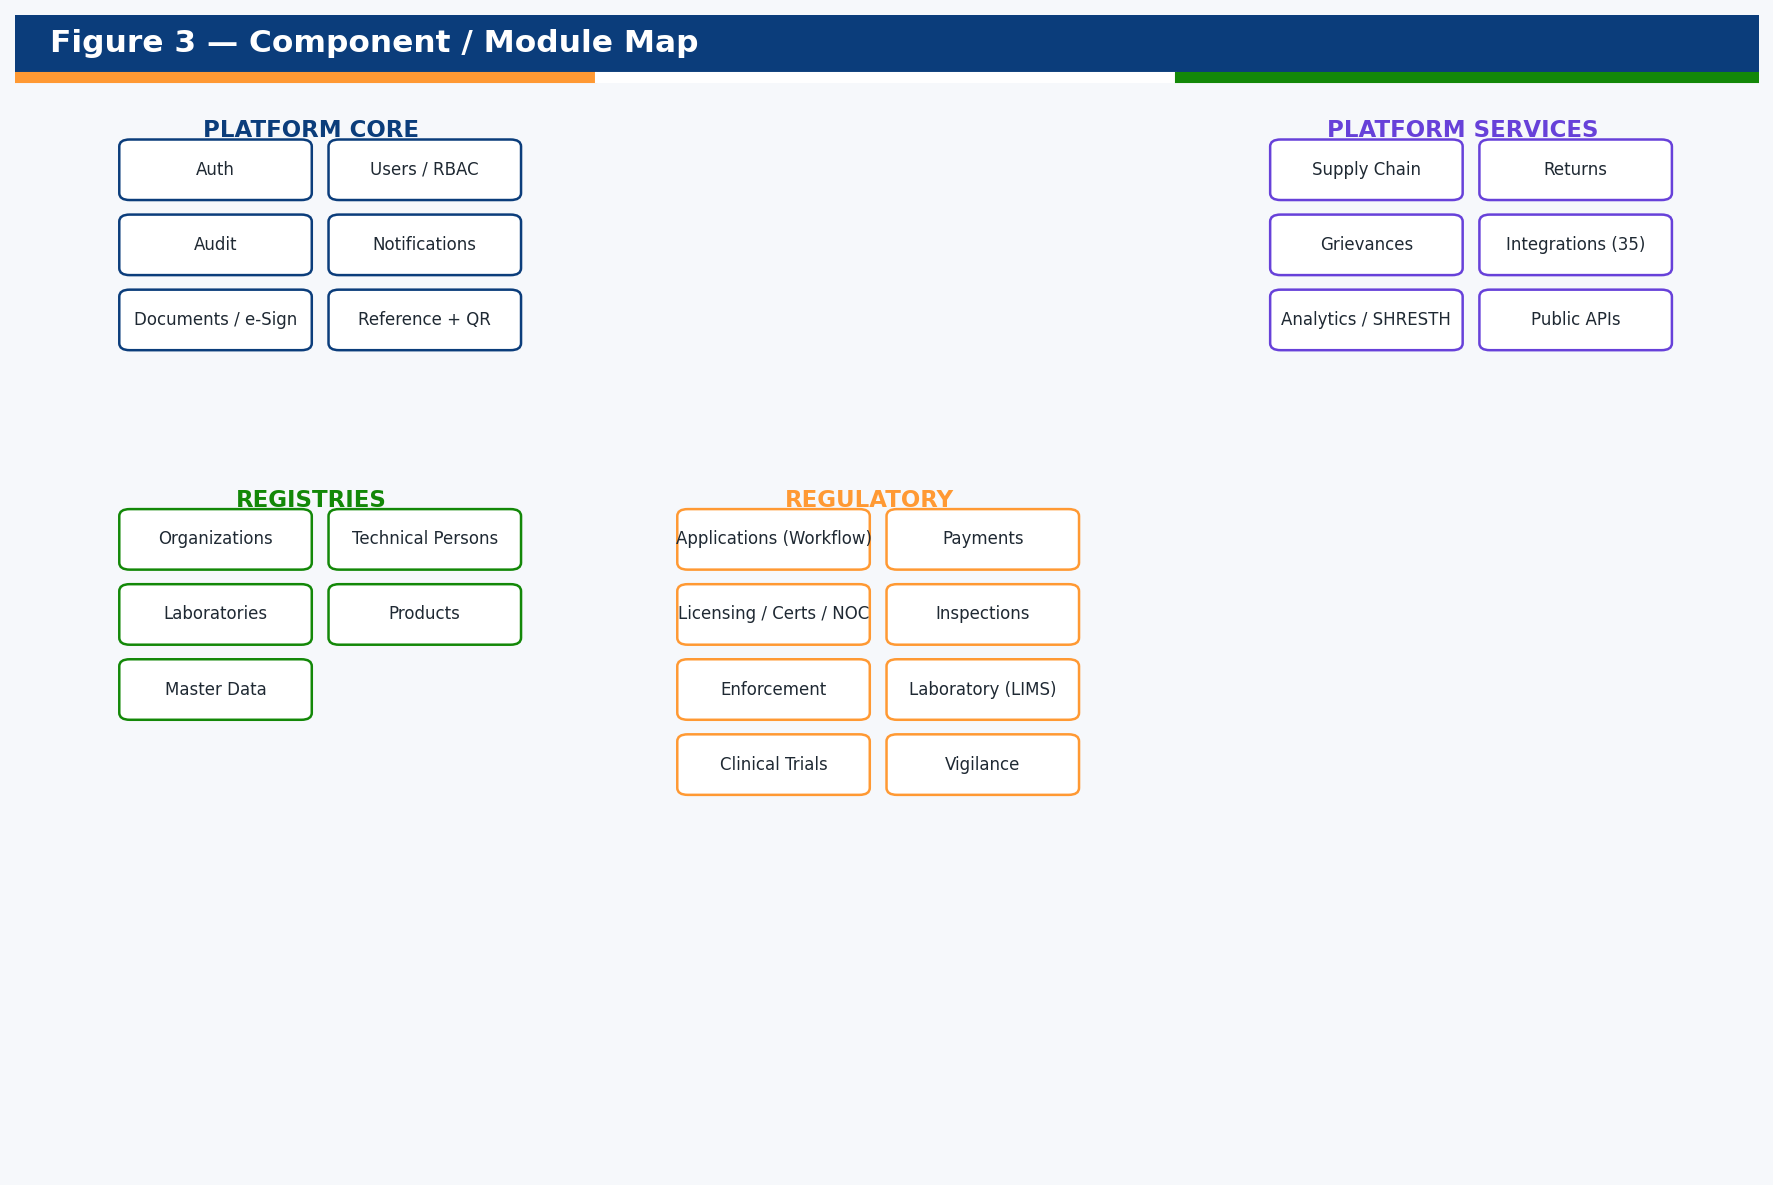 Figure 3 — Component / Module Map
PLATFORM CORE
Auth
Users / RBAC
Audit
Notifications
Documents / e-Sign
Reference + QR
PLATFORM SERVICES
Supply Chain
Returns
Grievances
Integrations (35)
Analytics / SHRESTH
Public APIs
REGISTRIES
Organizations
Technical Persons
Laboratories
Products
Master Data
REGULATORY
Applications (Workflow)
Payments
Licensing / Certs / NOC
Inspections
Enforcement
Laboratory (LIMS)
Clinical Trials
Vigilance